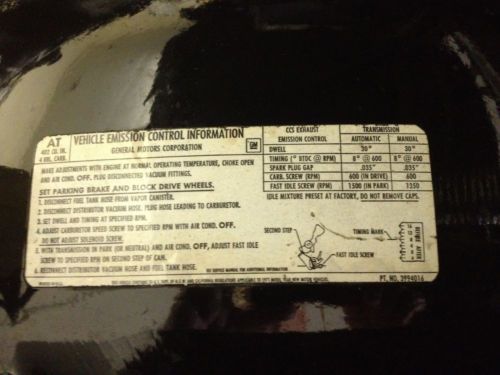 AT
402 CU. IN.
4 BBL. CARB.
VEHICLE EMISSION CONTROL INFORMATION
GENERAL MOTORS CORPORATION
GM
MAKE ADJUSTMENTS WITH ENGINE AT NORMAL OPERATING TEMPERATURE, CHOKE OPEN
AND AIR COND. OFF. PLUG DISCONNECTED VACUUM FITTINGS.
SET PARKING BRAKE AND BLOCK DRIVE WHEELS.
1. DISCONNECT FUEL TANK HOSE FROM VAPOR CANISTER.
2. DISCONNECT DISTRIBUTOR VACUUM HOSE, PLUG HOSE LEADING TO CARBURETOR.
3. SET DWELL AND TIMING AT SPECIFIED RPM.
4. ADJUST CARBURETOR SPEED SCREW TO SPECIFIED RPM WITH AIR COND. OFF.
DO NOT ADJUST SOLENOID SCREW.
5. WITH TRANSMISSION IN PARK (OR NEUTRAL) AND AIR COND. OFF, ADJUST FAST IDLE
SCREW TO SPECIFIED RPM ON SECOND STEP OF CAM.
6. RECONNECT DISTRIBUTOR VACUUM HOSE AND FUEL TANK HOSE.
SEE SERVICE MANUAL FOR ADDITIONAL INFORMATION
CCS EXHAUST TRANSMISSION
EMISSION CONTROL AUTOMATIC MANUAL
DWELL 30° 30°
TIMING (° BTDC @ RPM) 8° @ 600 8° @ 600
SPARK PLUG GAP .035" .035"
CARB. SCREW (RPM) 600 (IN DRIVE) 600
FAST IDLE SCREW (RPM) 1500 (IN PARK) 1350
IDLE MIXTURE PRESET AT FACTORY, DO NOT REMOVE CAPS.
SECOND STEP
TIMING MARK
FAST IDLE SCREW
PT. NO. 3994016